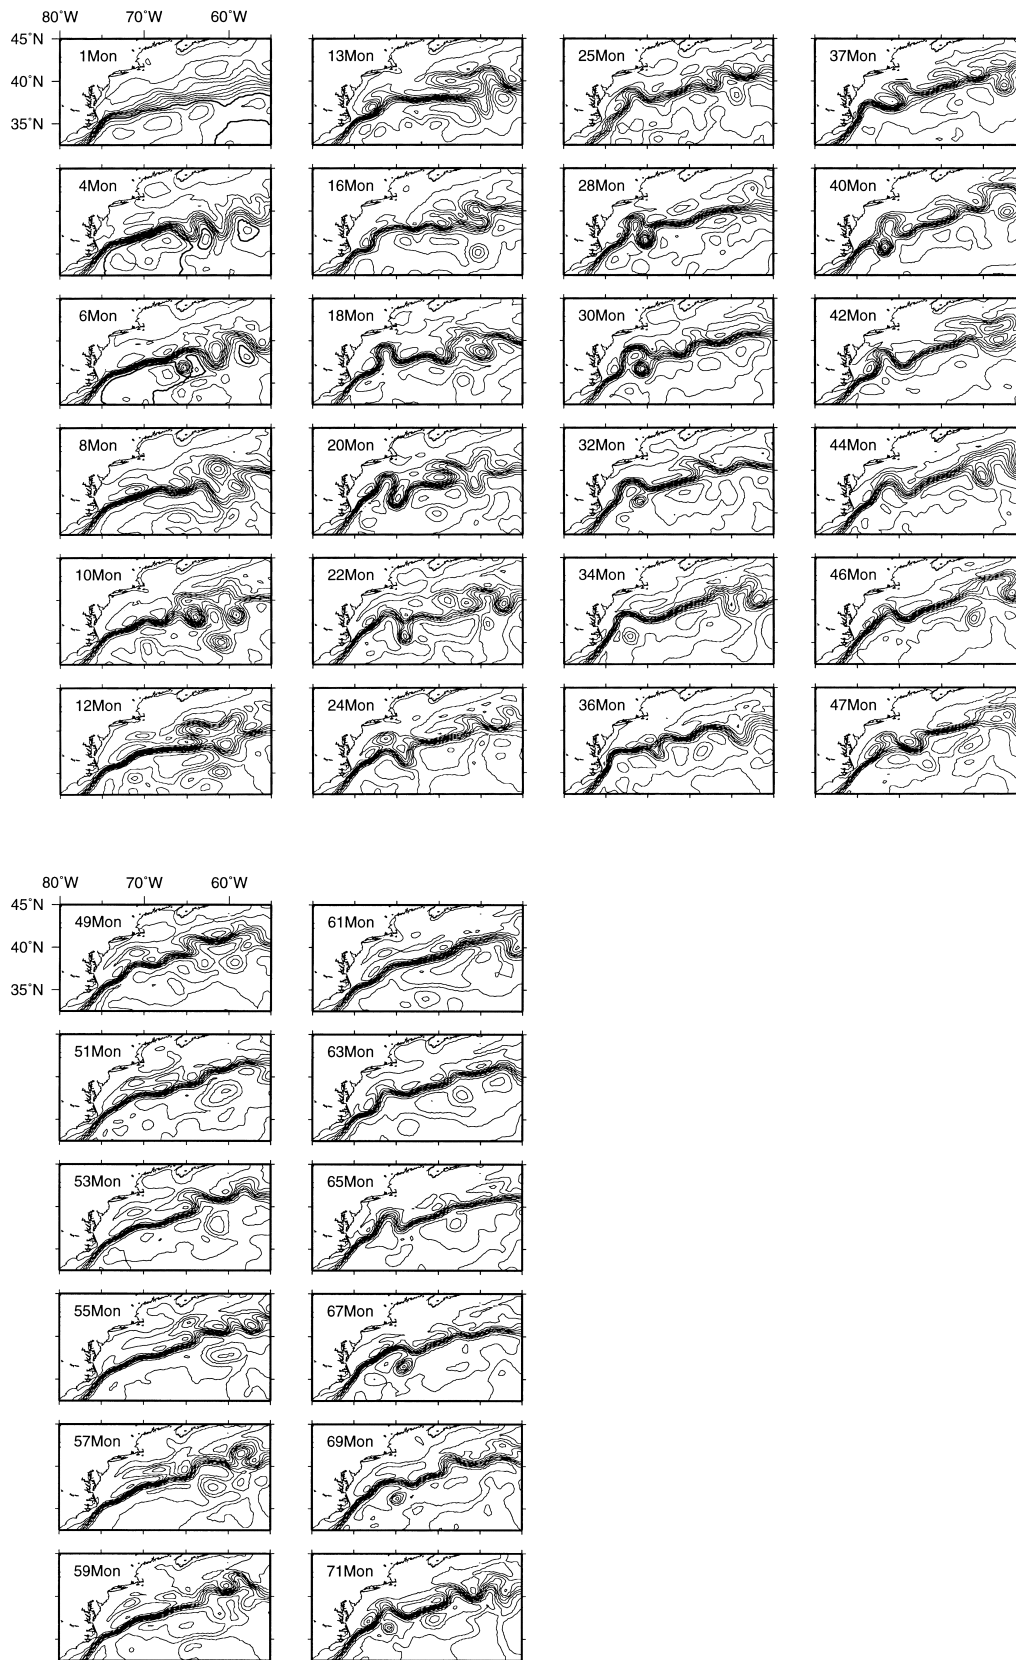 80°W 70°W 60°W
45°N
40°N
35°N
1Mon 13Mon 25Mon 37Mon
4Mon 16Mon 28Mon 40Mon
6Mon 18Mon 30Mon 42Mon
8Mon 20Mon 32Mon 44Mon
10Mon 22Mon 34Mon 46Mon
12Mon 24Mon 36Mon 47Mon
80°W 70°W 60°W
45°N
40°N
35°N
49Mon 61Mon
51Mon 63Mon
53Mon 65Mon
55Mon 67Mon
57Mon 69Mon
59Mon 71Mon